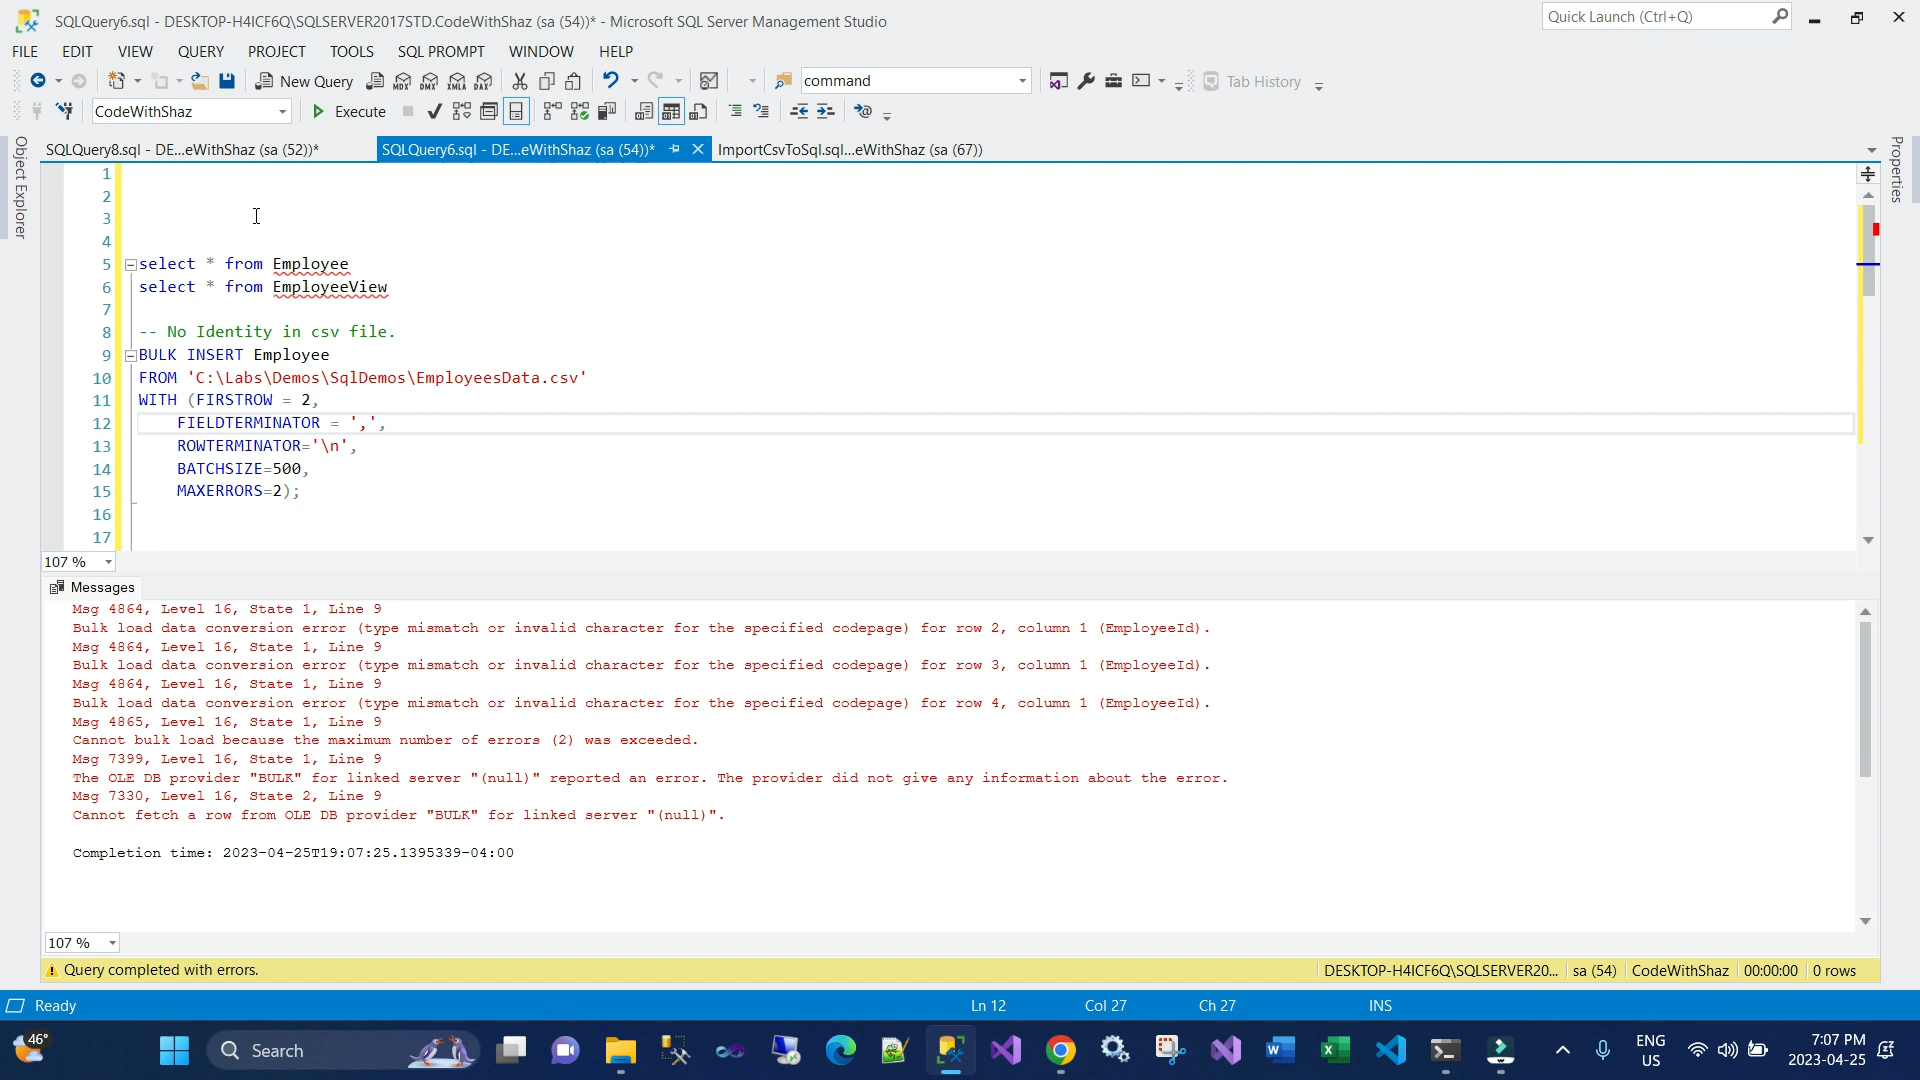 SQLQuery6.sql - DESKTOP-H4ICF6Q\SQLSERVER2017STD.CodeWithShaz (sa (54))* - Microsoft SQL Server Management Studio
Quick Launch (Ctrl+Q)
FILE EDIT VIEW QUERY PROJECT TOOLS SQL PROMPT WINDOW HELP
New Query MDX DMX XMLA DAX command Tab History
CodeWithShaz Execute
SQLQuery8.sql - DE...eWithShaz (sa (52))* SQLQuery6.sql - DE...eWithShaz (sa (54))* ImportCsvToSql.sql...eWithShaz (sa (67))
Object Explorer
Properties
1
2
3
4
5 select * from Employee
6 select * from EmployeeView
7
8 -- No Identity in csv file.
9 BULK INSERT Employee
10 FROM 'C:\Labs\Demos\SqlDemos\EmployeesData.csv'
11 WITH (FIRSTROW = 2,
12 FIELDTERMINATOR = ',',
13 ROWTERMINATOR='\n',
14 BATCHSIZE=500,
15 MAXERRORS=2);
16
17
107 %
Messages
Msg 4864, Level 16, State 1, Line 9
Bulk load data conversion error (type mismatch or invalid character for the specified codepage) for row 2, column 1 (EmployeeId).
Msg 4864, Level 16, State 1, Line 9
Bulk load data conversion error (type mismatch or invalid character for the specified codepage) for row 3, column 1 (EmployeeId).
Msg 4864, Level 16, State 1, Line 9
Bulk load data conversion error (type mismatch or invalid character for the specified codepage) for row 4, column 1 (EmployeeId).
Msg 4865, Level 16, State 1, Line 9
Cannot bulk load because the maximum number of errors (2) was exceeded.
Msg 7399, Level 16, State 1, Line 9
The OLE DB provider "BULK" for linked server "(null)" reported an error. The provider did not give any information about the error.
Msg 7330, Level 16, State 2, Line 9
Cannot fetch a row from OLE DB provider "BULK" for linked server "(null)".
Completion time: 2023-04-25T19:07:25.1395339-04:00
107 %
Query completed with errors. DESKTOP-H4ICF6Q\SQLSERVER20... sa (54) CodeWithShaz 00:00:00 0 rows
Ready Ln 12 Col 27 Ch 27 INS
46° Search ENG US 7:07 PM 2023-04-25